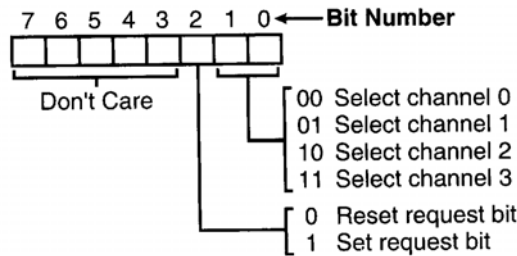 7 6 5 4 3 2 1 0 Bit Number
Don't Care
00 Select channel 0
01 Select channel 1
10 Select channel 2
11 Select channel 3
0 Reset request bit
1 Set request bit